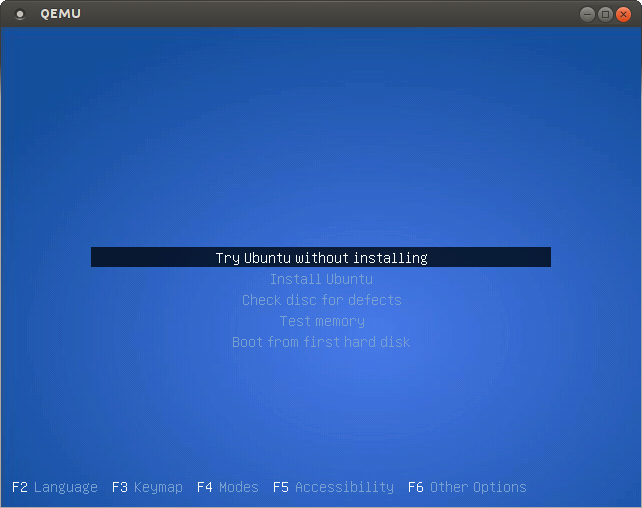 QEMU
Try Ubuntu without installing
Install Ubuntu
Check disc for defects
Test memory
Boot from first hard disk
F2 Language F3 Keymap F4 Modes F5 Accessibility F6 Other Options